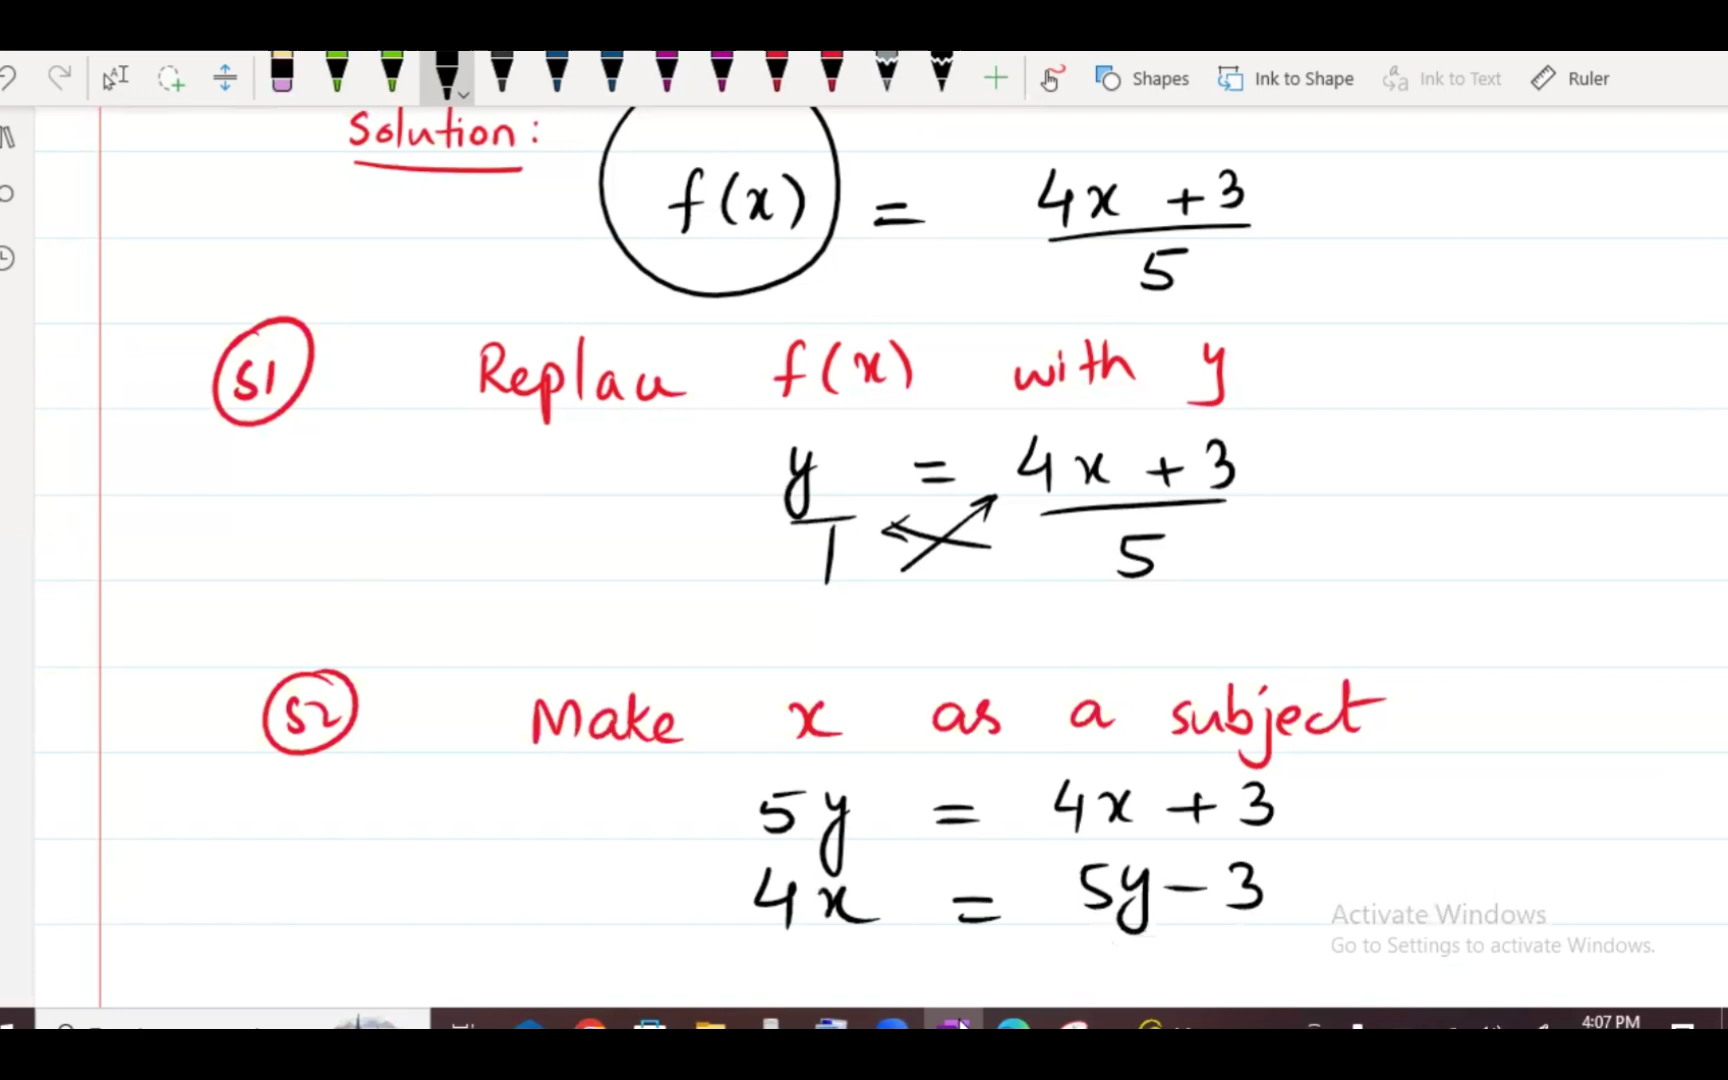 Shapes Ink to Shape Ink to Text Ruler
Solution:
f(x) = 4x + 3
5
S1 Replace f(x) with y
y = 4x + 3
1 5
S2 Make x as a subject
5y = 4x + 3
4x = 5y - 3
Activate Windows
Go to Settings to activate Windows.
4:07 PM